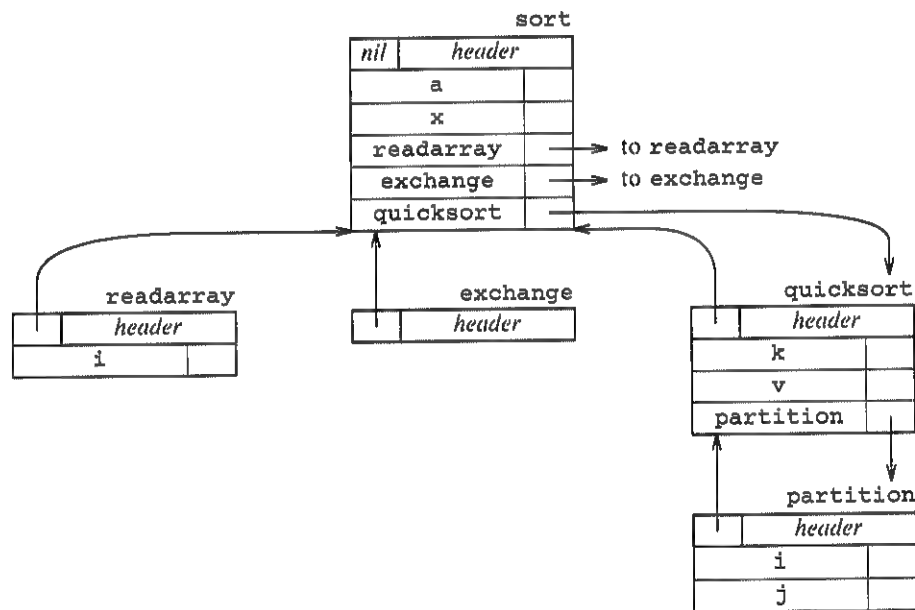 sort
nil header
a
x
readarray to readarray
exchange to exchange
quicksort
readarray exchange quicksort
header header header
i k
v
partition
partition
header
i
j